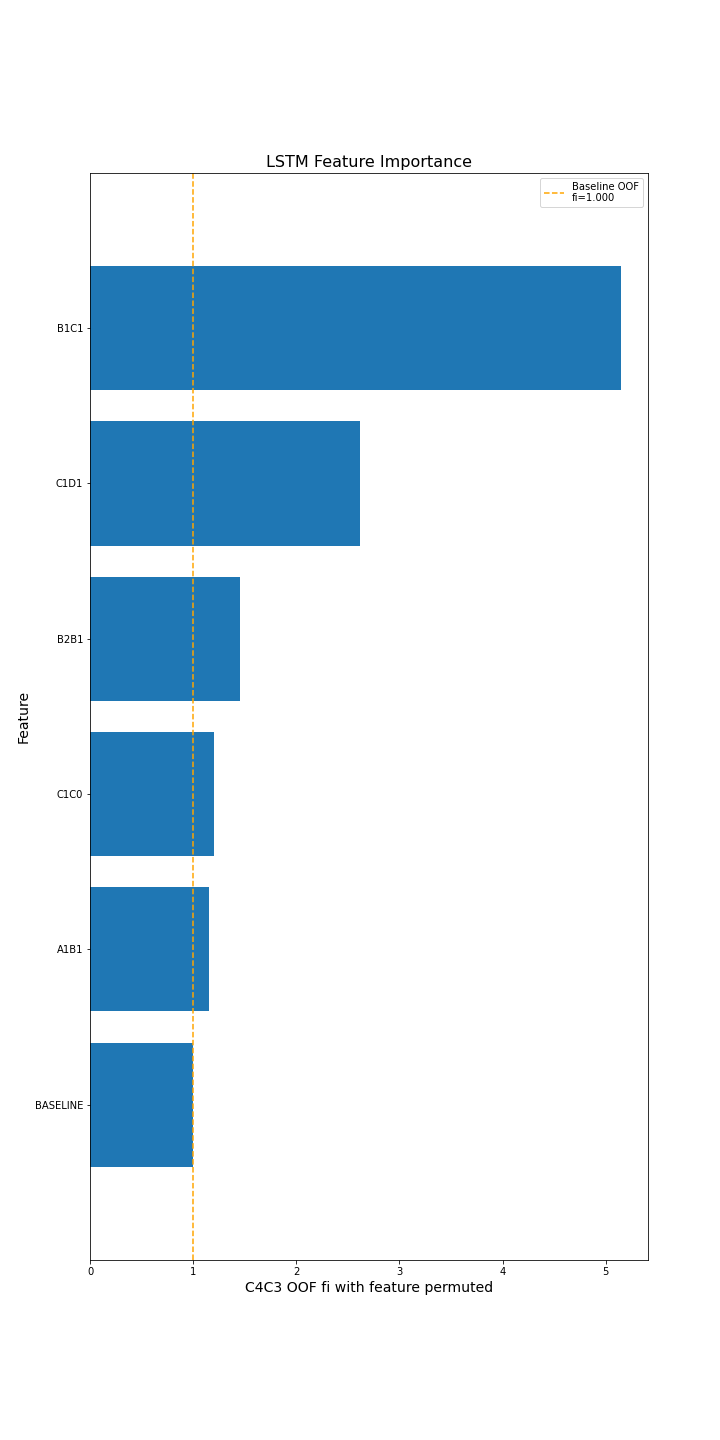 LSTM Feature Importance
Baseline OOF
fi=1.000
B1C1
C1D1
B2B1
C1C0
A1B1
BASELINE
Feature
0 1 2 3 4 5
C4C3 OOF fi with feature permuted